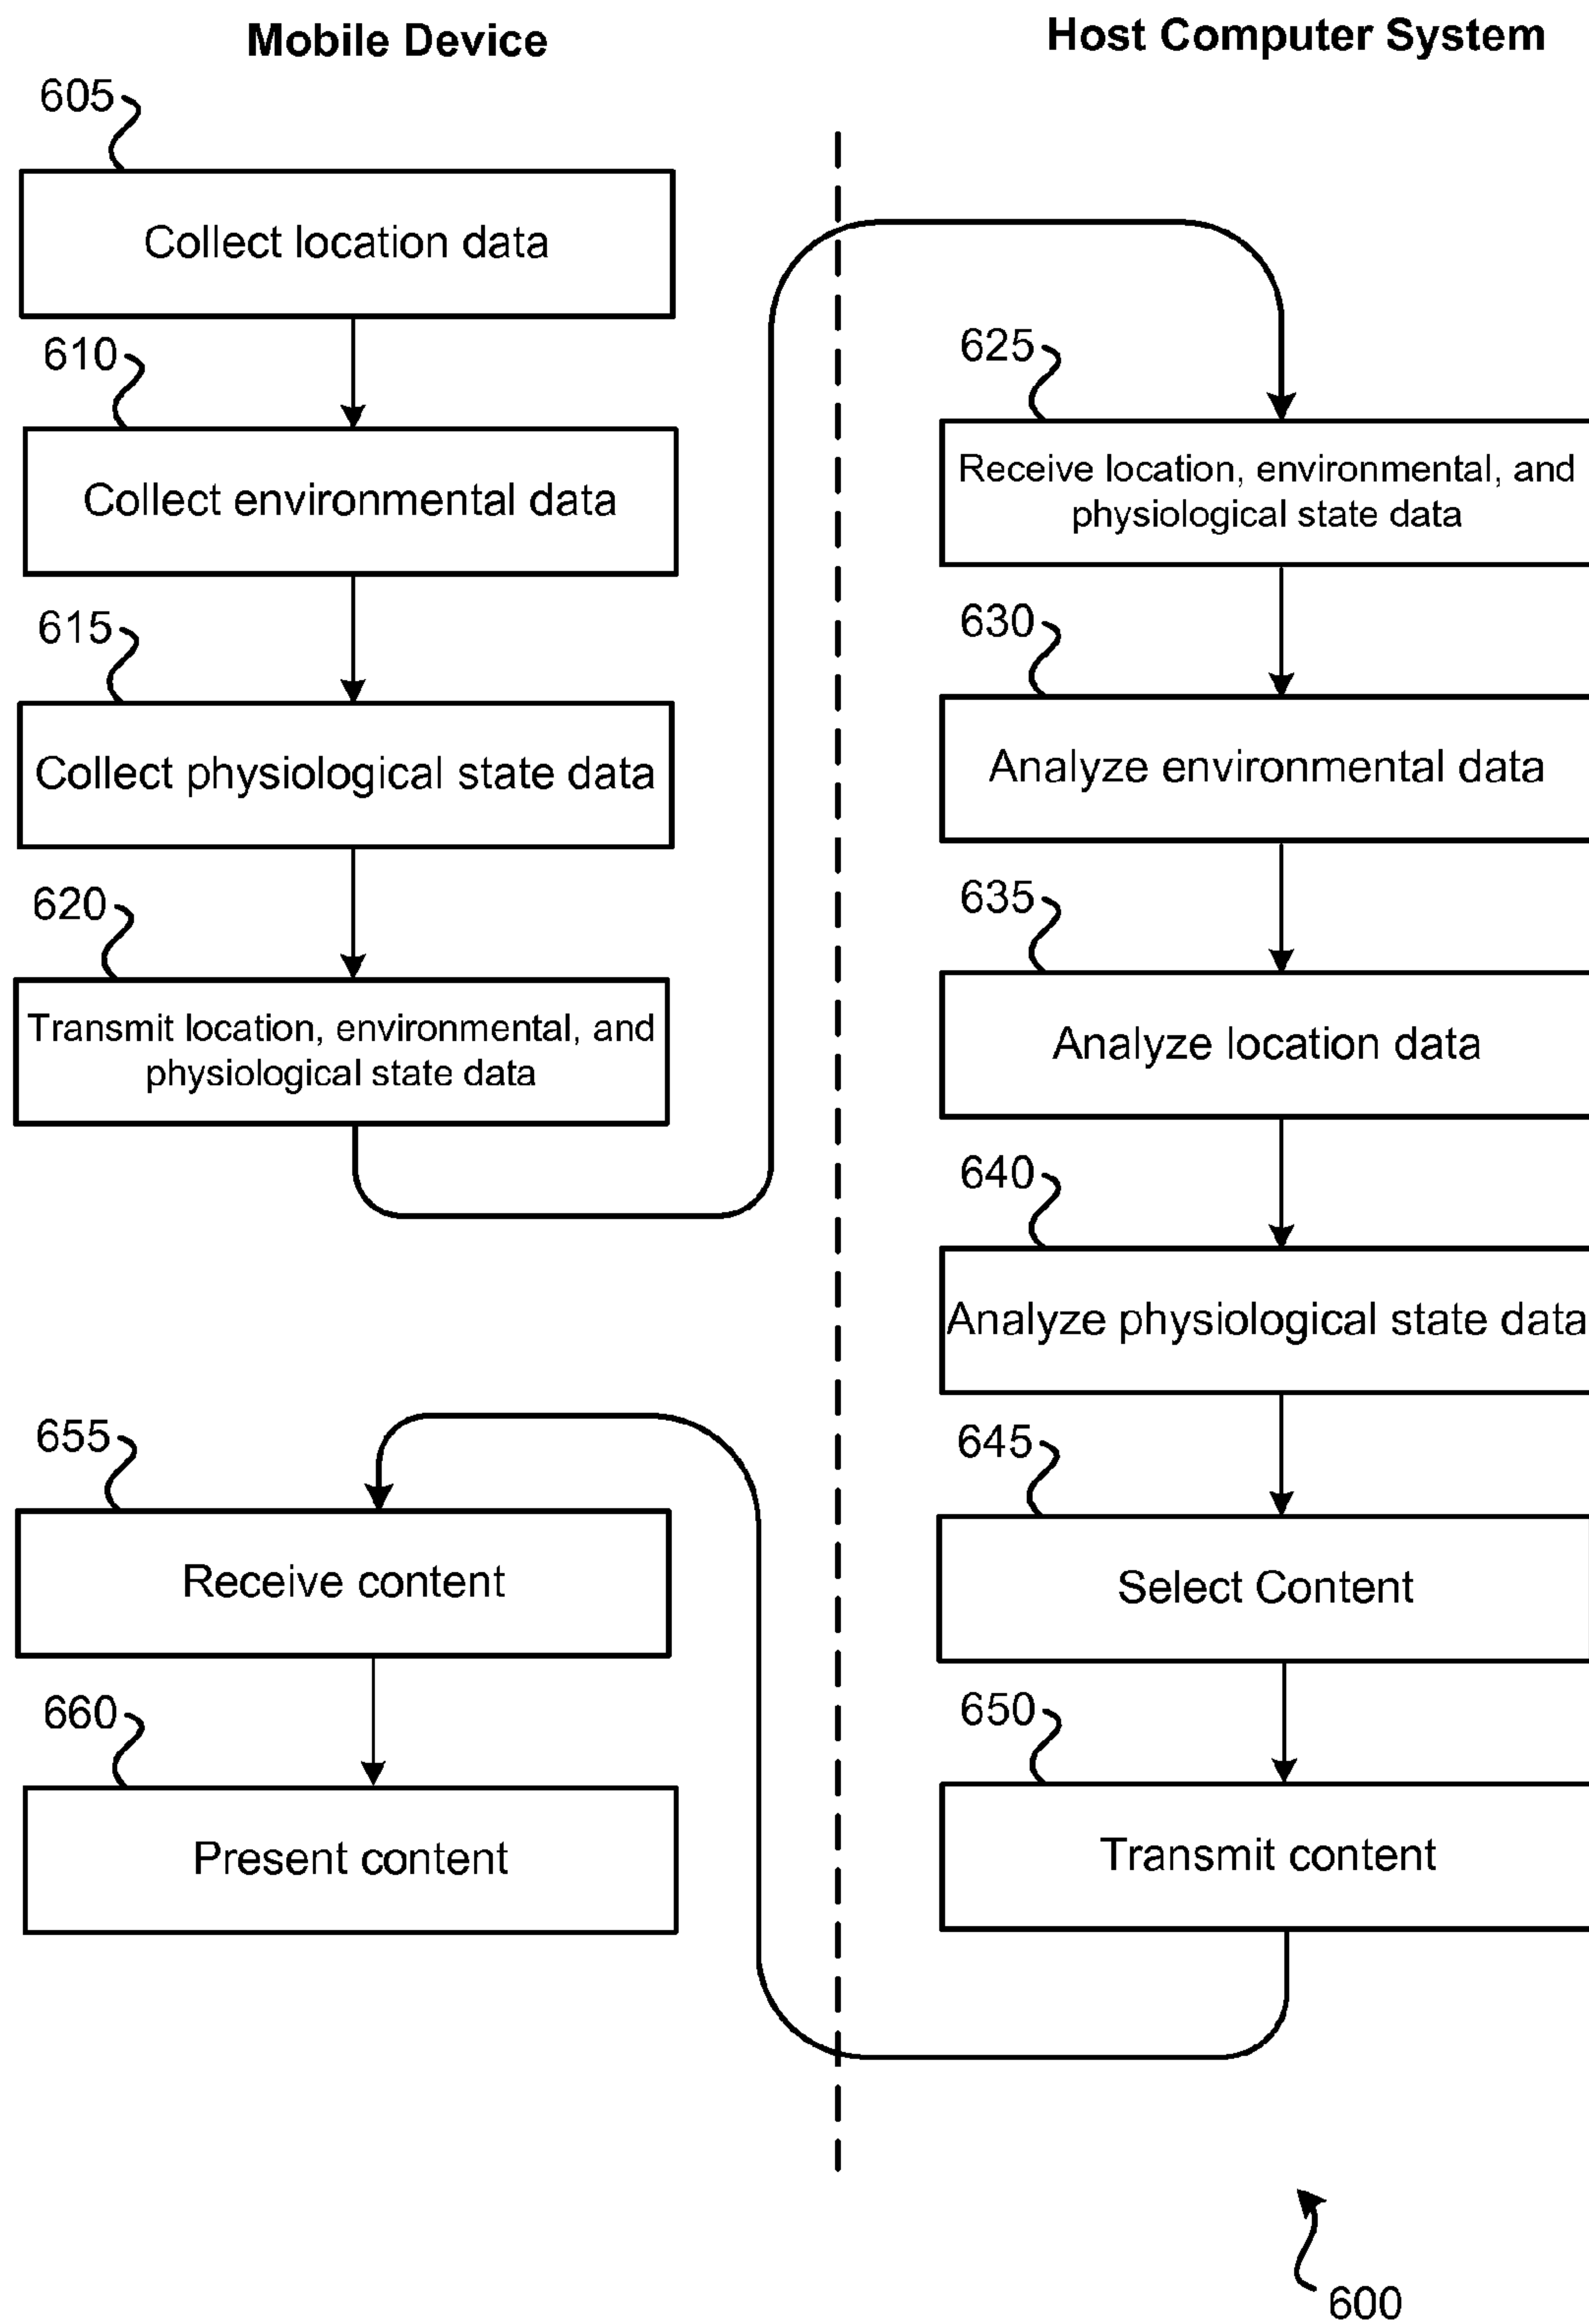 Mobile Device
605
Collect location data
610
Collect environmental data
615
Collect physiological state data
620
Transmit location, environmental, and
physiological state data
655
Receive content
660
Present content
Host Computer System
625
Receive location, environmental, and
physiological state data
630
Analyze environmental data
635
Analyze location data
640
Analyze physiological state data
645
Select Content
650
Transmit content
600